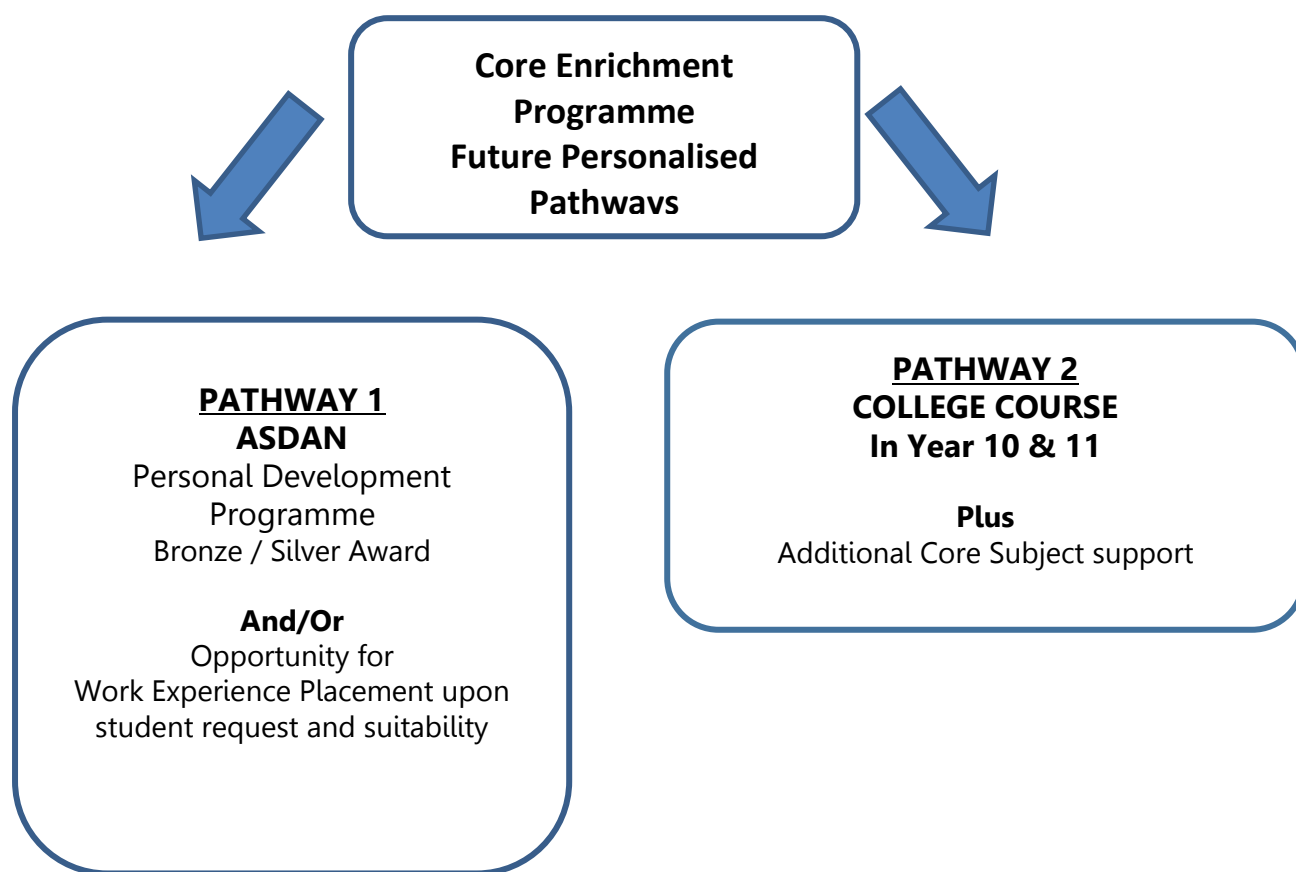 Core Enrichment
Programme
Future Personalised
Pathways
PATHWAY 1
ASDAN
Personal Development
Programme
Bronze / Silver Award
And/Or
Opportunity for
Work Experience Placement upon
student request and suitability
PATHWAY 2
COLLEGE COURSE
In Year 10 & 11
Plus
Additional Core Subject support